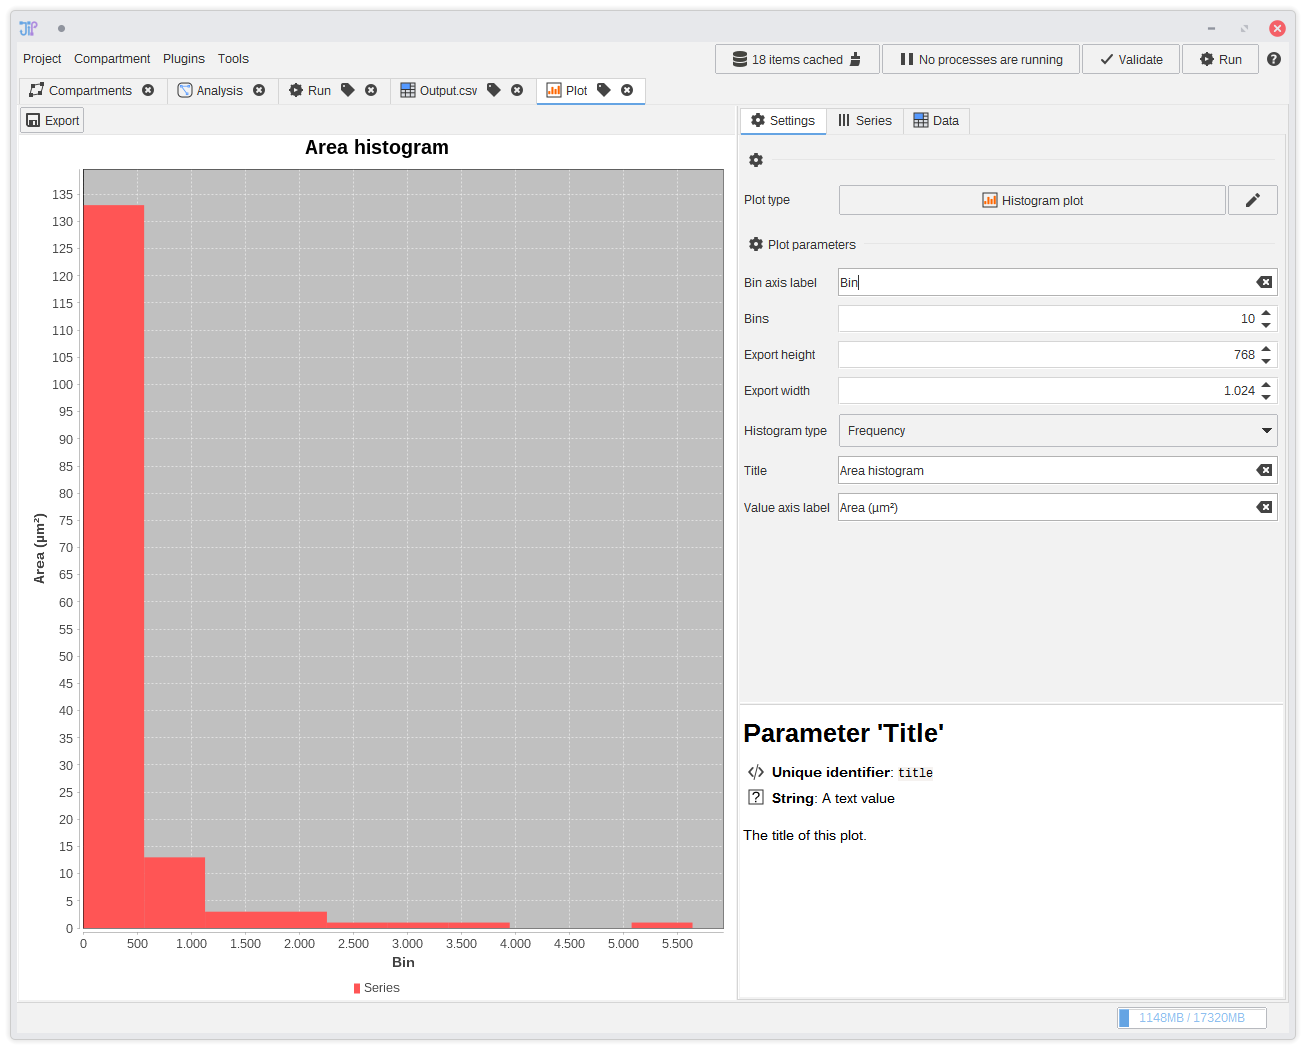 JIP
Project Compartment Plugins Tools
18 items cached
No processes are running
Validate
Run
Compartments
Analysis
Run
Output.csv
Plot
Export
Settings
Series
Data
Area histogram
135
130
125
120
115
110
105
100
95
90
85
80
75
70
65
60
55
50
45
40
35
30
25
20
15
10
5
0
Area (µm²)
0 500 1.000 1.500 2.000 2.500 3.000 3.500 4.000 4.500 5.000 5.500
Bin
Series
Plot type
Histogram plot
Plot parameters
Bin axis label Bin
Bins 10
Export height 768
Export width 1.024
Histogram type Frequency
Title Area histogram
Value axis label Area (µm²)
Parameter 'Title'
Unique identifier: title
String: A text value
The title of this plot.
1148MB / 17320MB